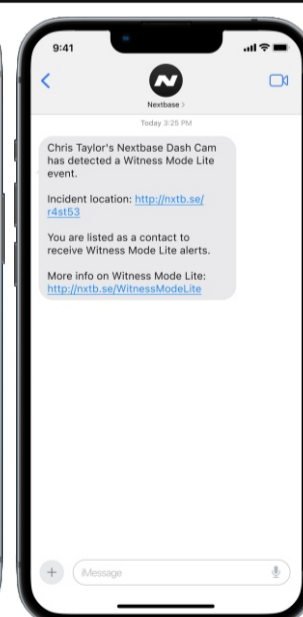 9:41
Nextbase >
Today 3:25 PM
Chris Taylor's Nextbase Dash Cam
has detected a Witness Mode Lite
event.
Incident location: http://nxtb.se/
r4st53
You are listed as a contact to
receive Witness Mode Lite alerts.
More info on Witness Mode Lite:
http://nxtb.se/WitnessModeLite
iMessage